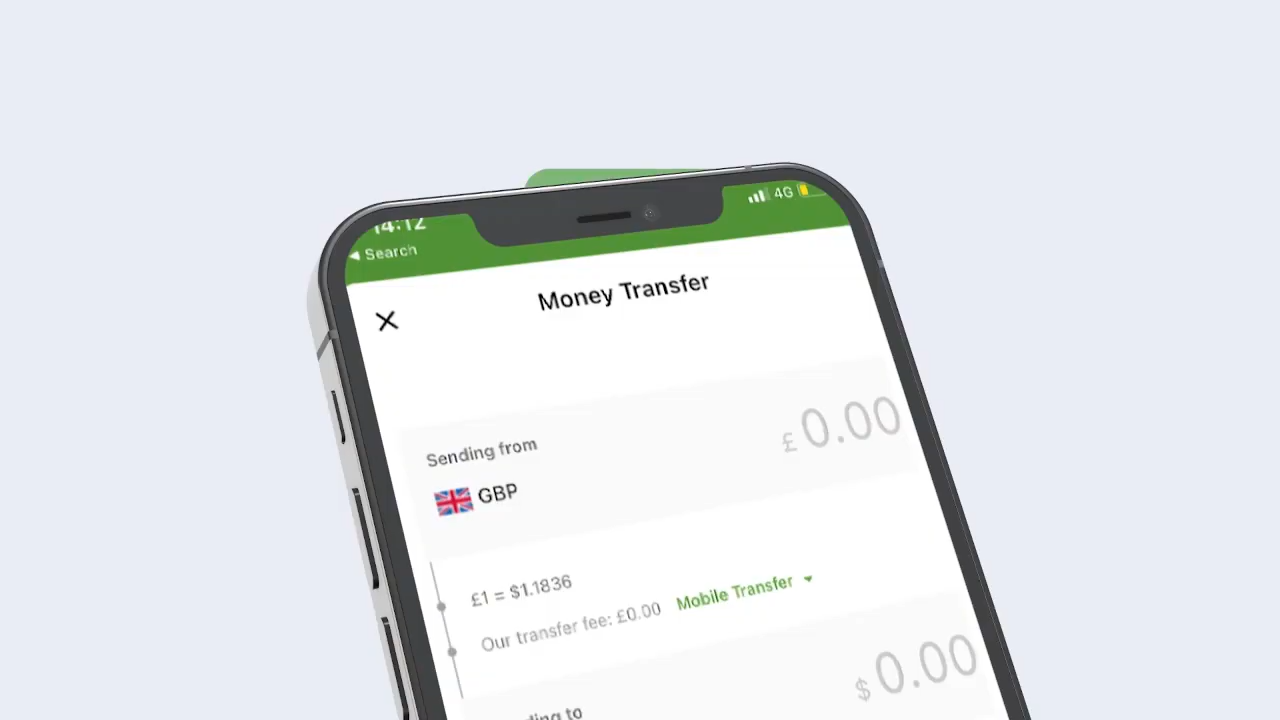 14:12
4G
Search
Money Transfer
£ 0.00
Sending from
GBP
£1 = $1.1836
Our transfer fee: £0.00 Mobile Transfer
$ 0.00
to